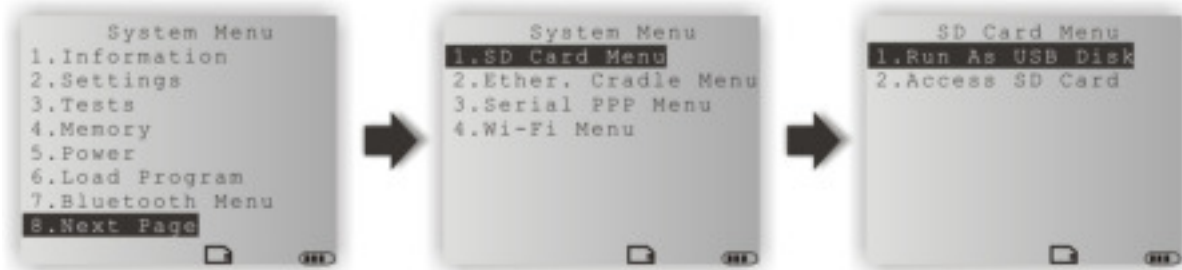 System Menu
1.Information
2.Settings
3.Tests
4.Memory
5.Power
6.Load Program
7.Bluetooth Menu
8.Next Page
System Menu
1.SD Card Menu
2.Ether. Cradle Menu
3.Serial PPP Menu
4.Wi-Fi Menu
SD Card Menu
1.Run As USB Disk
2.Access SD Card